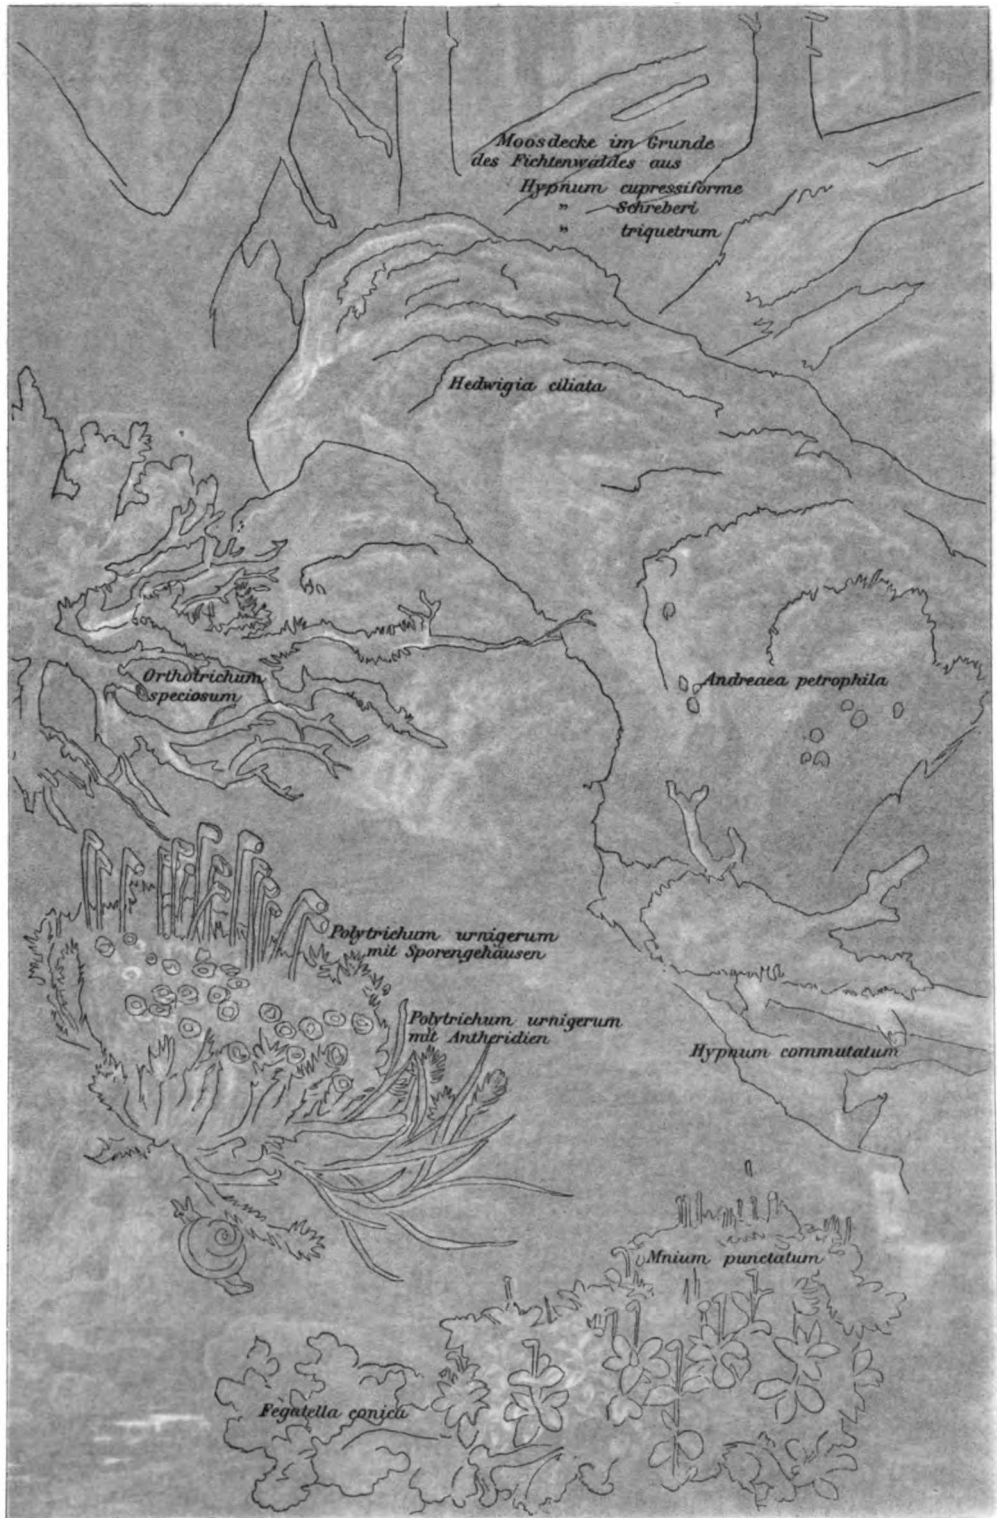 Moosdecke im Grunde
des Fichtenwaldes aus
Hypnum cupressiforme
" Schreberi
" triquetrum
Hedwigia ciliata
Orthotrichum
speciosum
Andreaea petrophila
Polytrichum urnigerum
mit Sporengehäusen
Polytrichum urnigerum
mit Antheridien
Hypnum commutatum
Mnium punctatum
Fegatella conica